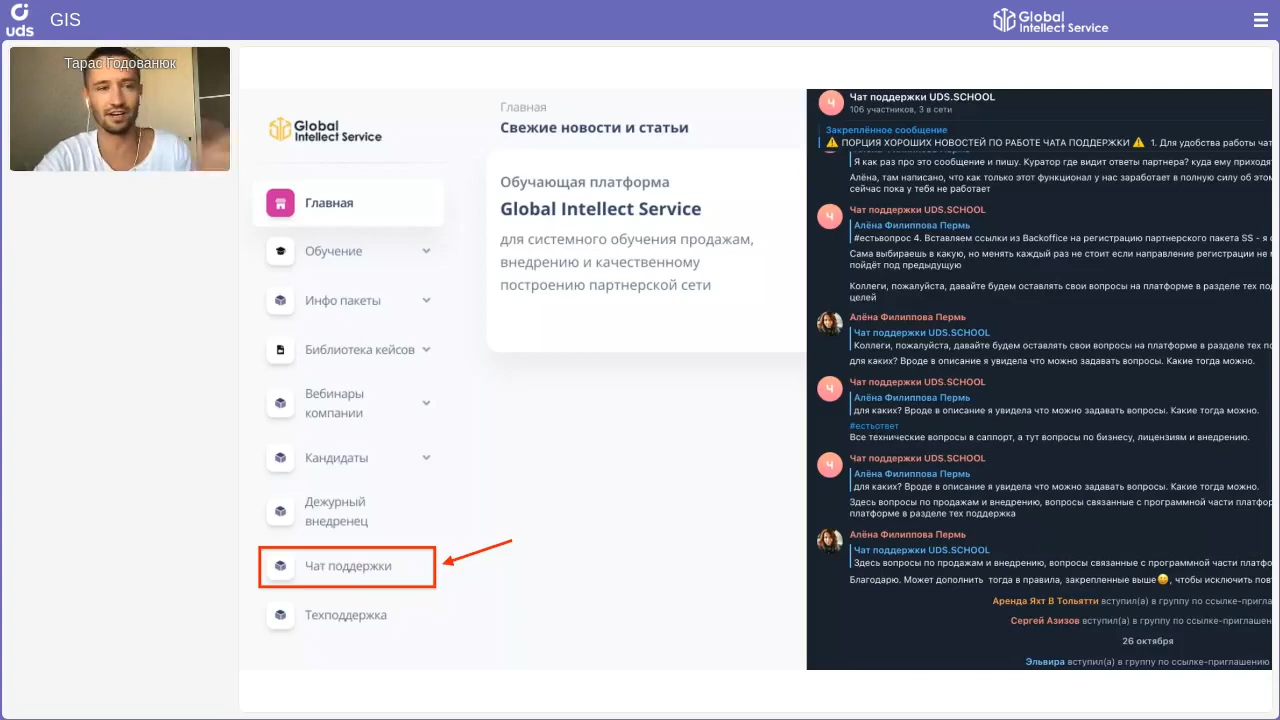 uds
GIS
Global
Intellect Service
Тарас Годованюк
Global
Intellect Service
Главная
Обучение
Инфо пакеты
Библиотека кейсов
Вебинары
компании
Кандидаты
Дежурный
внедренец
Чат поддержки
Техподдержка
Главная
Свежие новости и статьи
Обучающая платформа
Global Intellect Service
для системного обучения продажам,
внедрению и качественному
построению партнерской сети
Ч
Чат поддержки UDS.SCHOOL
106 участников, 3 в сети
Закреплённое сообщение
⚠️ ПОРЦИЯ ХОРОШИХ НОВОСТЕЙ ПО РАБОТЕ ЧАТА ПОДДЕРЖКИ ⚠️ 1. Для удобства работы чат
Я как раз про это сообщение и пишу. Куратор где видит ответы партнера? куда ему приходят
Алёна, там написано, что как только этот функционал у нас заработает в полную силу об этом
сейчас пока у тебя не работает
Ч
Чат поддержки UDS.SCHOOL
Алёна Филиппова Пермь
#естьвопрос 4. Вставляем ссылки из Backoffice на регистрацию партнерского пакета SS - я с
Сама выбираешь в какую, но менять каждый раз не стоит если направление регистрации не
пойдёт под предыдущую
Коллеги, пожалуйста, давайте будем оставлять свои вопросы на платформе в разделе тех
целей
Алёна Филиппова Пермь
Чат поддержки UDS.SCHOOL
Коллеги, пожалуйста, давайте будем оставлять свои вопросы на платформе в разделе тех
для каких? Вроде в описание я увидела что можно задавать вопросы. Какие тогда можно.
Ч
Чат поддержки UDS.SCHOOL
Алёна Филиппова Пермь
для каких? Вроде в описание я увидела что можно задавать вопросы. Какие тогда можно.
#естьответ
Все технические вопросы в саппорт, а тут вопросы по бизнесу, лицензиям и внедрению.
Ч
Чат поддержки UDS.SCHOOL
Алёна Филиппова Пермь
для каких? Вроде в описание я увидела что можно задавать вопросы. Какие тогда можно.
Здесь вопросы по продажам и внедрению, вопросы связанные с программной части платфор
платформе в разделе тех поддержка
Алёна Филиппова Пермь
Чат поддержки UDS.SCHOOL
Здесь вопросы по продажам и внедрению, вопросы связанные с программной части платфо
Благодарю. Может дополнить тогда в правила, закрепленные выше😄, чтобы исключить повт
Аренда Яхт В Тольятти вступил(а) в группу по ссылке-пригла
Сергей Азизов вступил(а) в группу по ссылке-приглашен
26 октября
Эльвира вступил(а) в группу по ссылке-приглашению